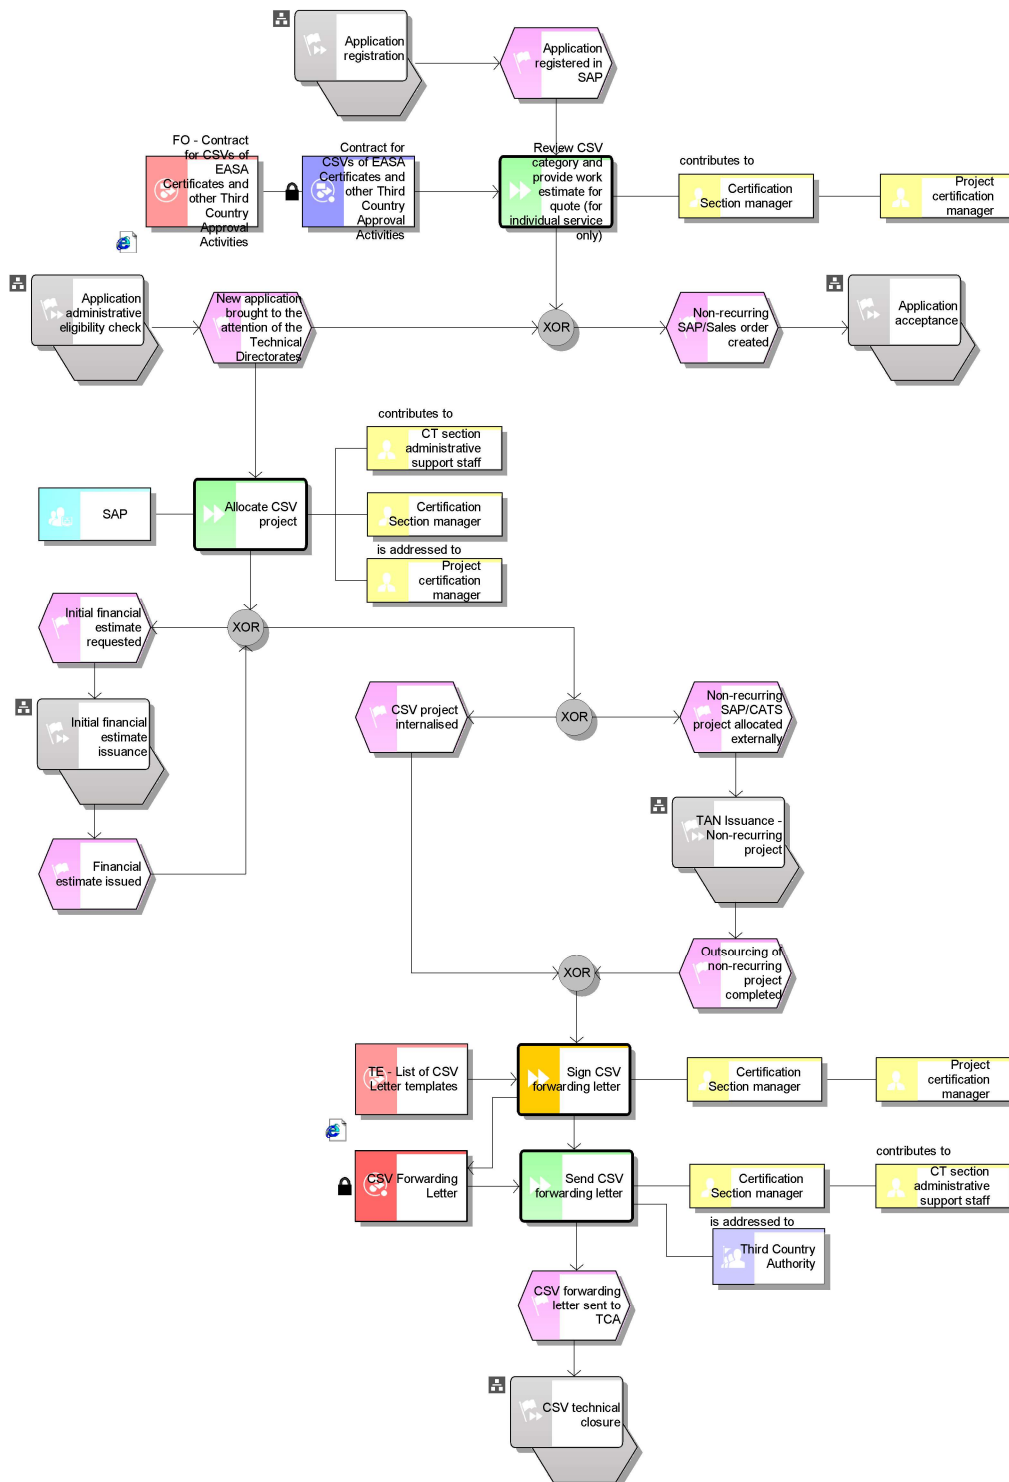 Application
registration
Application
registered in
SAP
FO - Contract
for CSVs of
EASA
Certificates and
other Third
Country
Approval
Activities
Contract for
CSVs of EASA
Certificates and
other Third
Country Approval
Activities
Review CSV
category and
provide work
estimate for
quote (for
individual service
only)
contributes to
Certification
Section manager
Project
certification
manager
Application
administrative
eligibility check
New application
brought to the
attention of the
Technical
Directorates
XOR
Non-recurring
SAP/Sales order
created
Application
acceptance
contributes to
CT section
administrative
support staff
SAP
Allocate CSV
project
Certification
Section manager
is addressed to
Project
certification
manager
Initial financial
estimate
requested
XOR
CSV project
internalised
XOR
Non-recurring
SAP/CATS
project allocated
externally
Initial financial
estimate
issuance
TAN Issuance -
Non-recurring
project
Financial
estimate issued
XOR
Outsourcing of
non-recurring
project
completed
TE - List of CSV
Letter templates
Sign CSV
forwarding letter
Certification
Section manager
Project
certification
manager
CSV Forwarding
Letter
Send CSV
forwarding letter
Certification
Section manager
contributes to
CT section
administrative
support staff
is addressed to
Third Country
Authority
CSV forwarding
letter sent to
TCA
CSV technical
closure